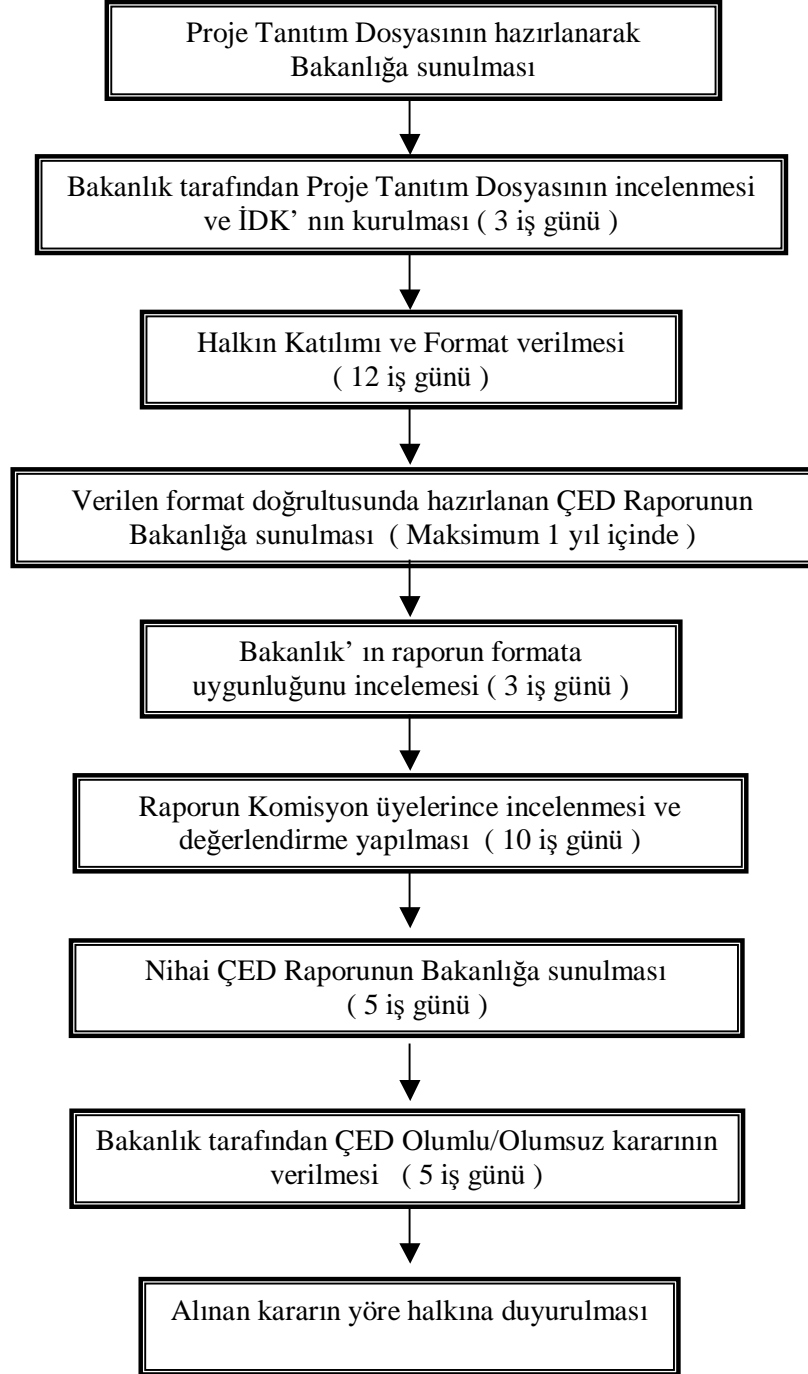 Proje Tanıtım Dosyasının hazırlanarak
Bakanlığa sunulması
Bakanlık tarafından Proje Tanıtım Dosyasının incelenmesi
ve İDK’ nın kurulması ( 3 iş günü )
Halkın Katılımı ve Format verilmesi
( 12 iş günü )
Verilen format doğrultusunda hazırlanan ÇED Raporunun
Bakanlığa sunulması ( Maksimum 1 yıl içinde )
Bakanlık’ ın raporun formata
uygunluğunu incelemesi ( 3 iş günü )
Raporun Komisyon üyelerince incelenmesi ve
değerlendirme yapılması ( 10 iş günü )
Nihai ÇED Raporunun Bakanlığa sunulması
( 5 iş günü )
Bakanlık tarafından ÇED Olumlu/Olumsuz kararının
verilmesi ( 5 iş günü )
Alınan kararın yöre halkına duyurulması